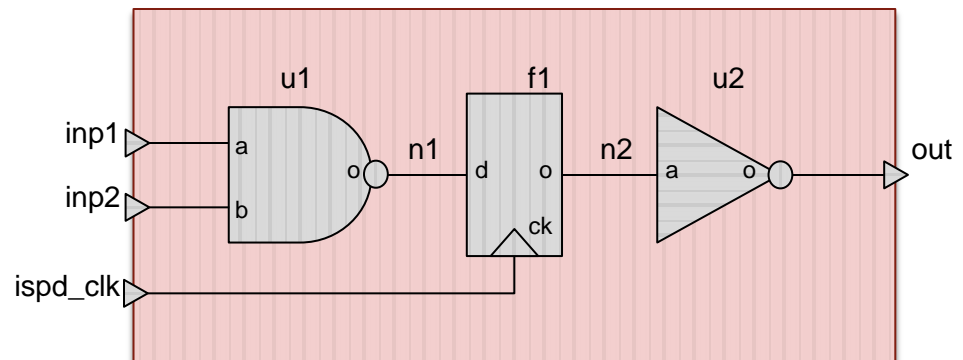 u1
f1
u2
inp1
a
o
n1
d
o
n2
a
o
out
inp2
b
ck
ispd_clk